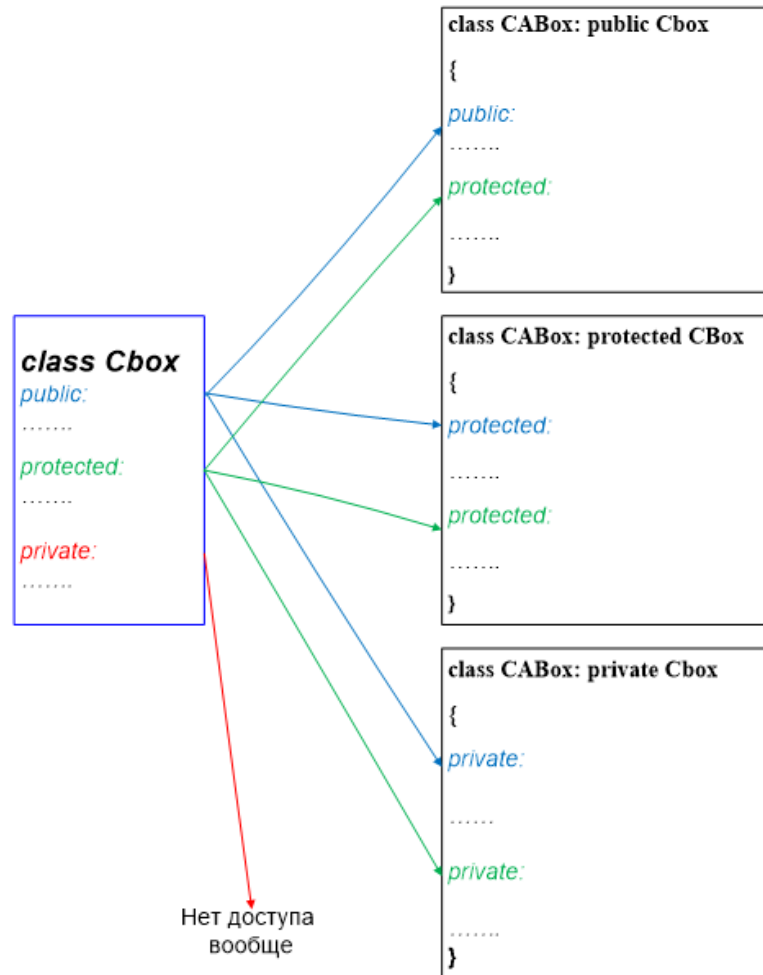 class Cbox
public:
.......
protected:
.......
private:
.......
Нет доступа
вообще
class CABox: public Cbox
{
public:
.......
protected:
.......
}
class CABox: protected CBox
{
protected:
.......
protected:
.......
}
class CABox: private Cbox
{
private:
......
private:
.......
}